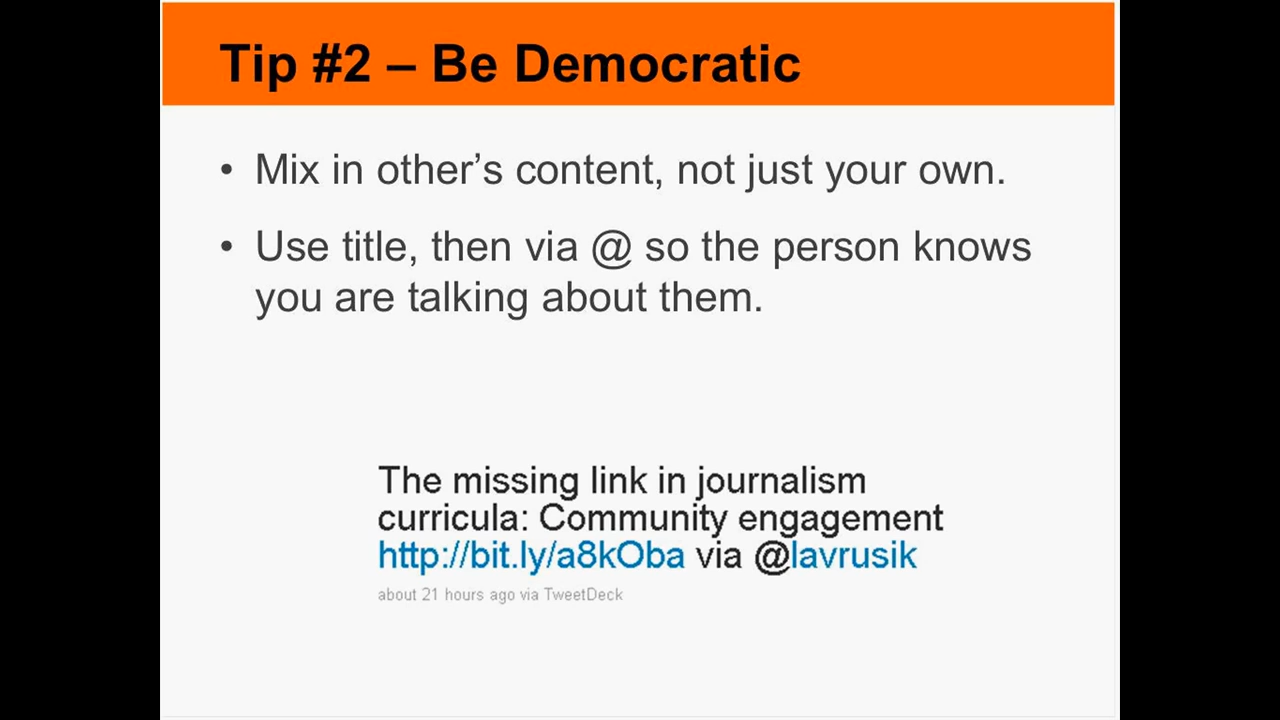 Tip #2 – Be Democratic
• Mix in other’s content, not just your own.
• Use title, then via @ so the person knows
you are talking about them.
The missing link in journalism
curricula: Community engagement
http://bit.ly/a8kOba via @lavrusik
about 21 hours ago via TweetDeck